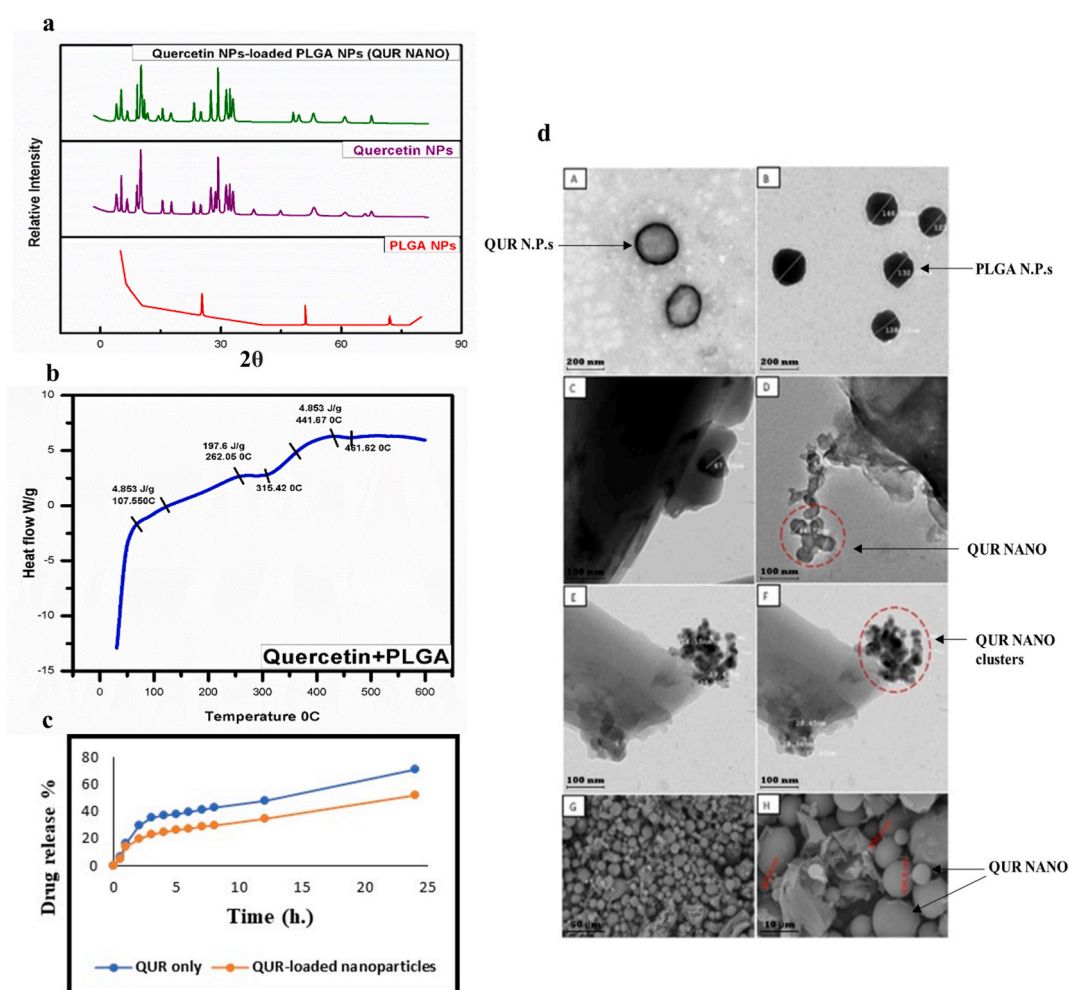 a
Quercetin NPs-loaded PLGA NPs (QUR NANO)
Quercetin NPs
PLGA NPs
Relative Intensity
0
30
60
90
2θ
b
10
5
0
-5
-10
-15
Heat flow W/g
4.853 J/g
107.550C
197.6 J/g
262.05 0C
315.42 0C
4.853 J/g
441.67 0C
461.62 0C
Quercetin+PLGA
0
100
200
300
400
500
600
Temperature 0C
c
80
60
40
20
0
Drug release %
0
5
10
15
20
25
Time (h.)
QUR only
QUR-loaded nanoparticles
d
A
QUR N.P.s
200 nm
B
132
PLGA N.P.s
200 nm
C
100 nm
D
QUR NANO
100 nm
E
100 nm
F
QUR NANO
clusters
100 nm
G
50 µm
H
QUR NANO
10 µm